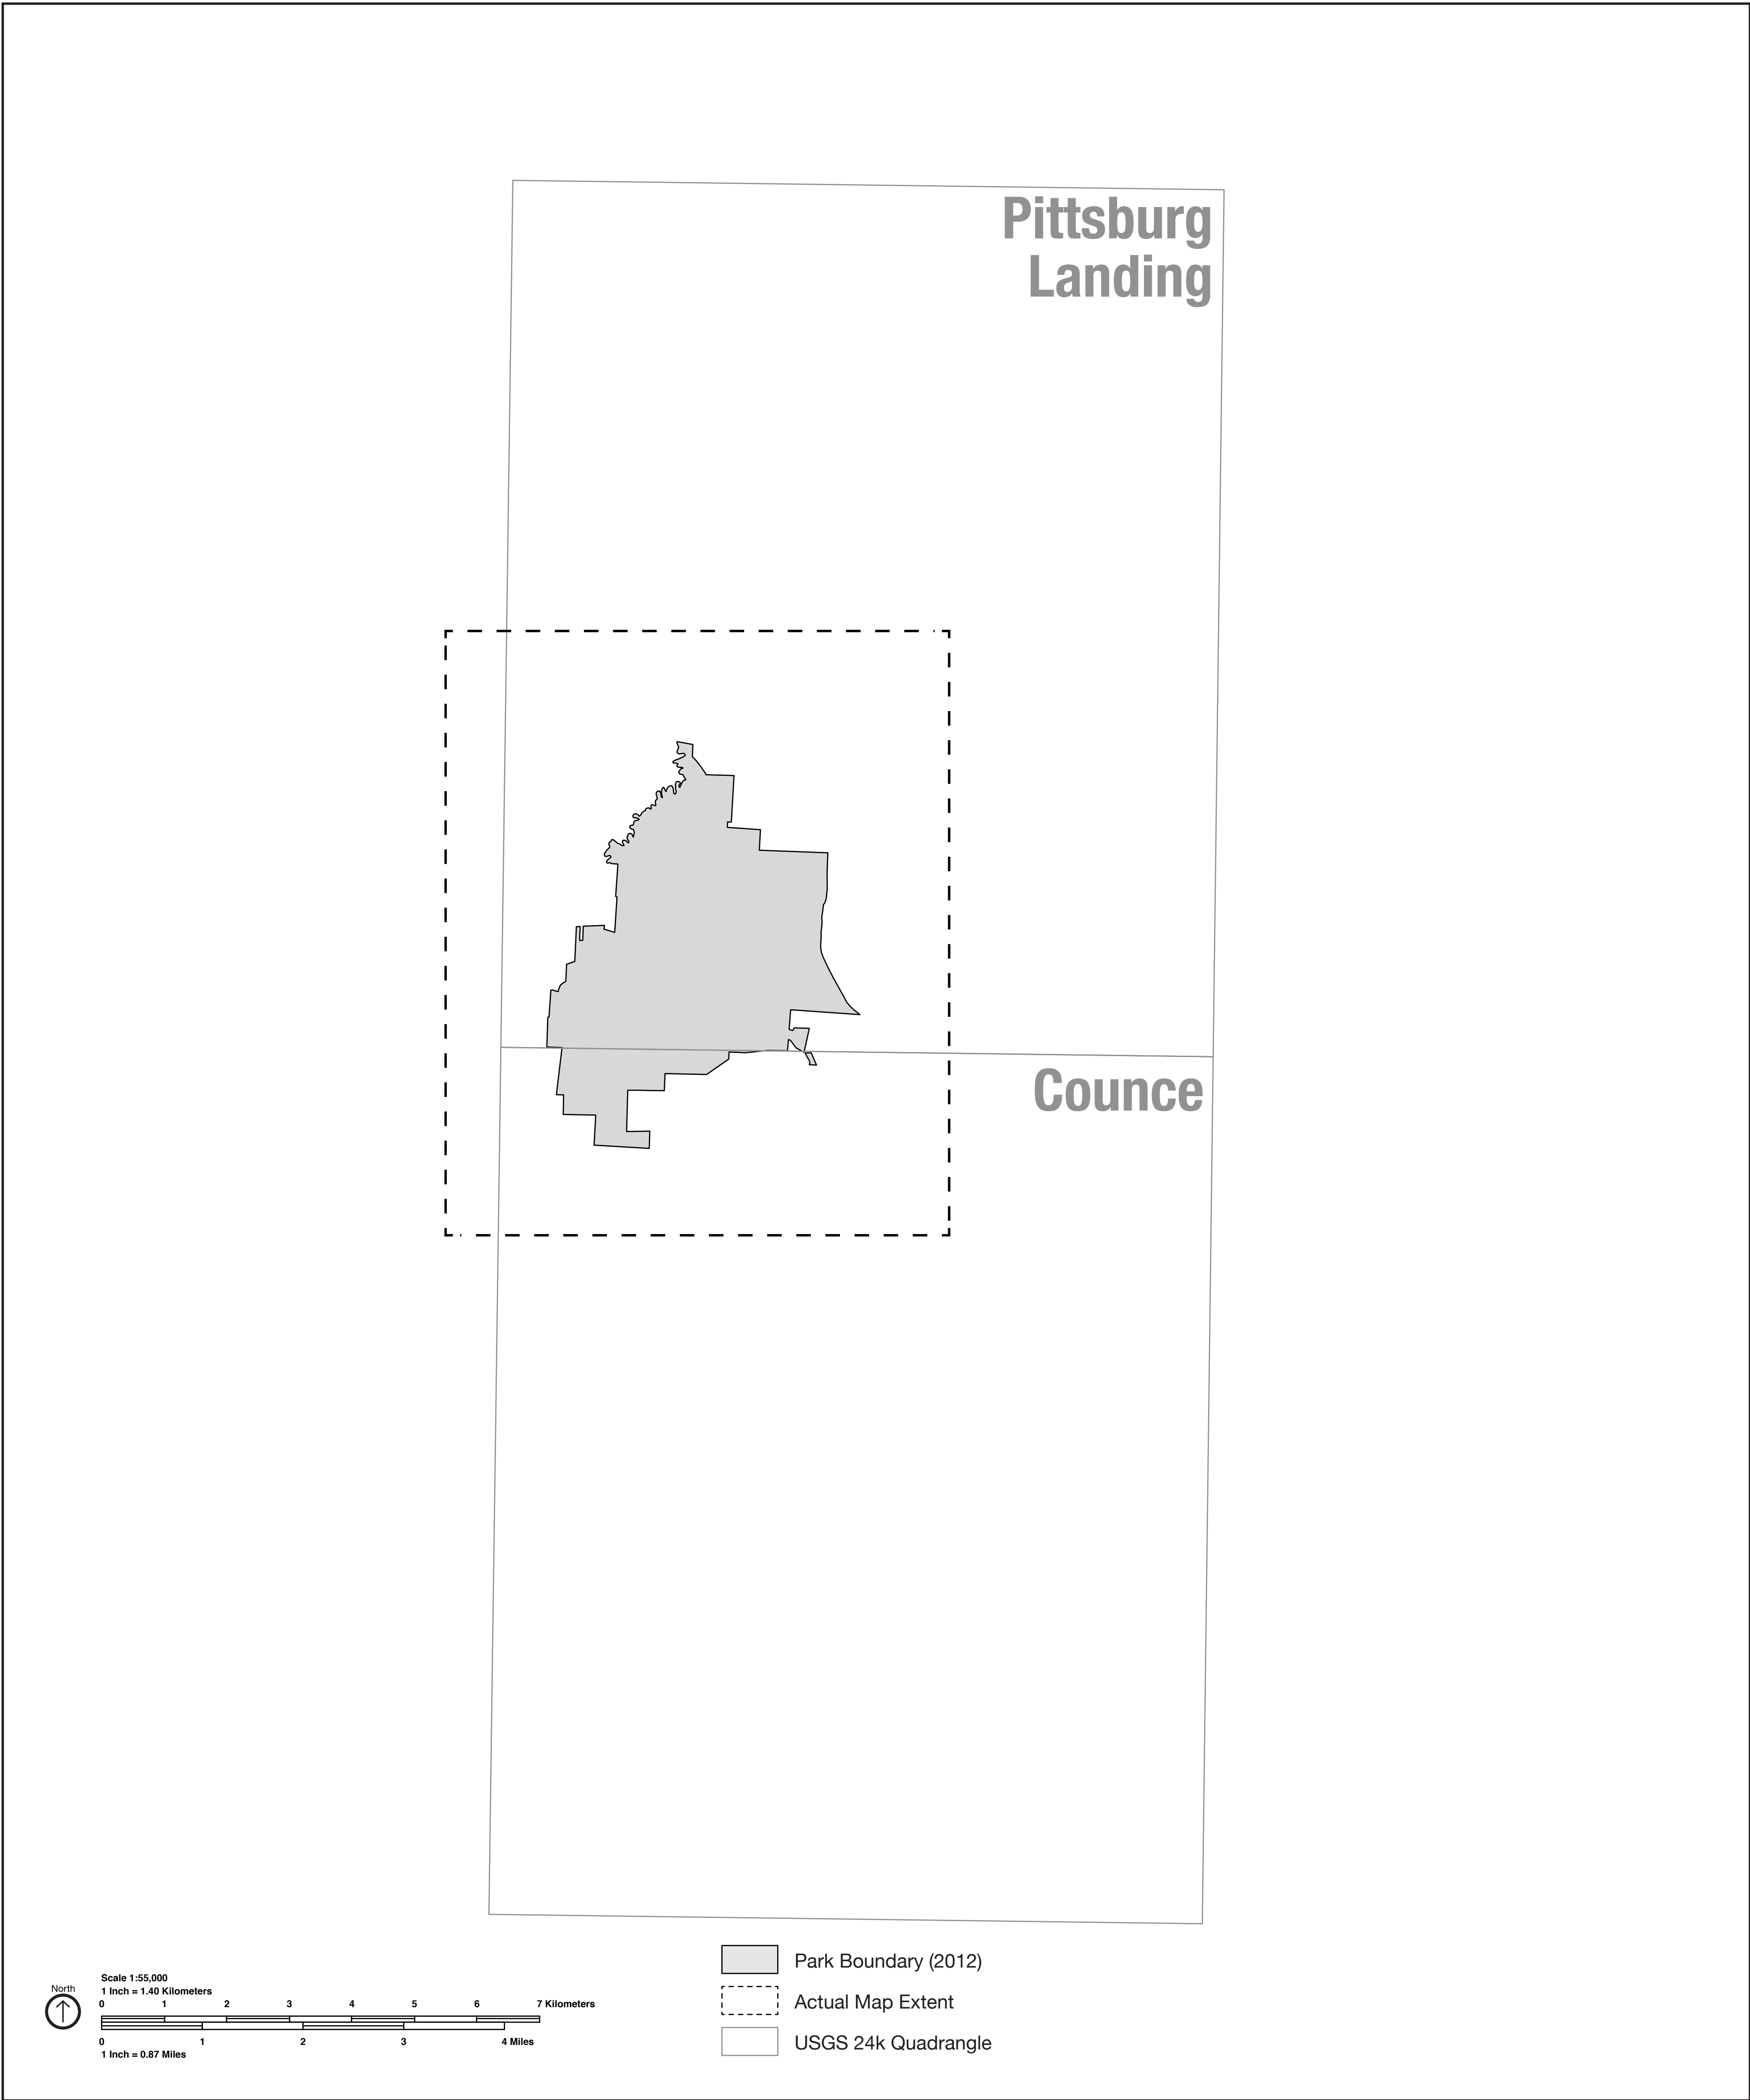 Pittsburg
Landing
Counce
Park Boundary (2012)
Actual Map Extent
USGS 24k Quadrangle
North
Scale 1:55,000
1 Inch = 1.40 Kilometers
0 1 2 3 4 5 6 7 Kilometers
0 1 2 3 4 Miles
1 Inch = 0.87 Miles